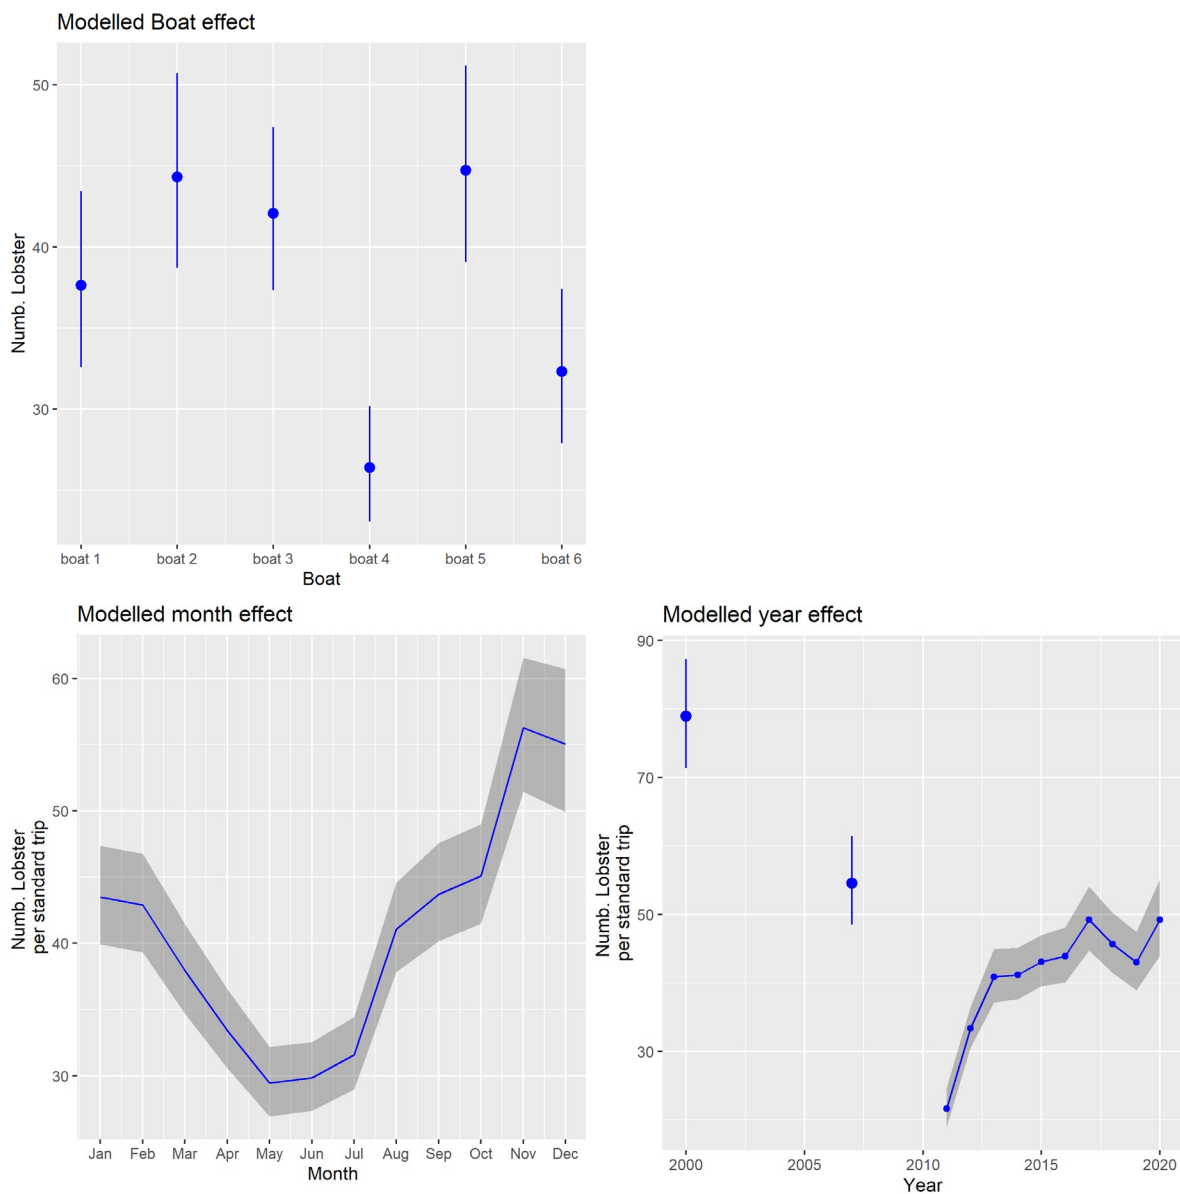 Modelled Boat effect
Numb. Lobster
50
40
30
boat 1 boat 2 boat 3 boat 4 boat 5 boat 6
Boat
Modelled month effect
Numb. Lobster
per standard trip
60
50
40
30
Jan Feb Mar Apr May Jun Jul Aug Sep Oct Nov Dec
Month
Modelled year effect
Numb. Lobster
per standard trip
90
70
50
30
2000 2005 2010 2015 2020
Year